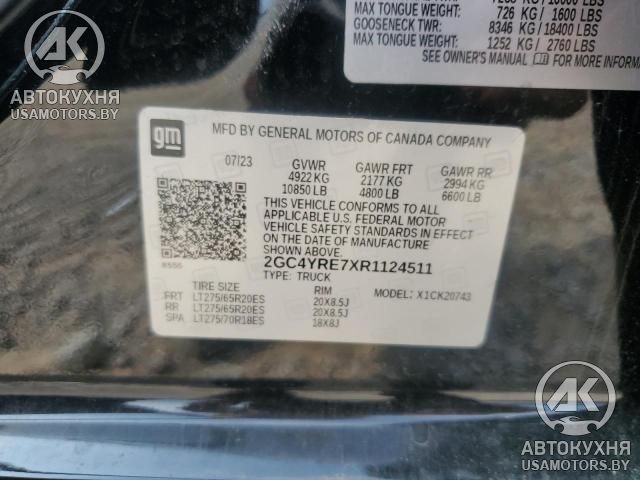 726 KG / 1600 LBS
GOOSENECK TWR:
8346 KG / 18400 LBS
MAX TONGUE WEIGHT:
1252 KG / 2760 LBS
SEE OWNER'S MANUAL FOR MORE INFORMA
AK
АВТОКУХНЯ
USAMOTORS.BY
gm
MFD BY GENERAL MOTORS OF CANADA COMPANY
07/23 GVWR GAWR FRT GAWR RR
4922 KG 2177 KG 2994 KG
10850 LB 4800 LB 6600 LB
THIS VEHICLE CONFORMS TO ALL
APPLICABLE U.S. FEDERAL MOTOR
VEHICLE SAFETY STANDARDS IN EFFECT
ON THE DATE OF MANUFACTURE
SHOWN ABOVE.
2GC4YRE7XR1124511
TYPE: TRUCK
TIRE SIZE RIM MODEL: X1CK20743
FRT LT275/65R20ES 20X8.5J
RR LT275/65R20ES 20X8.5J
SPA LT275/70R18ES 18X8J
AK
АВТОКУХНЯ
USAMOTORS.BY